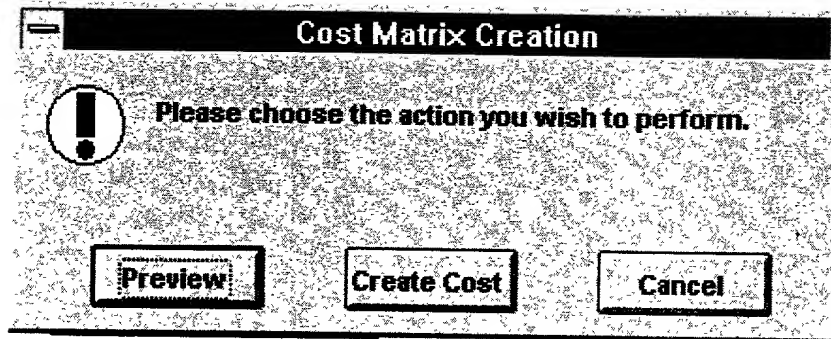 Cost Matrix Creation
Please choose the action you wish to perform.
Preview
Create Cost
Cancel